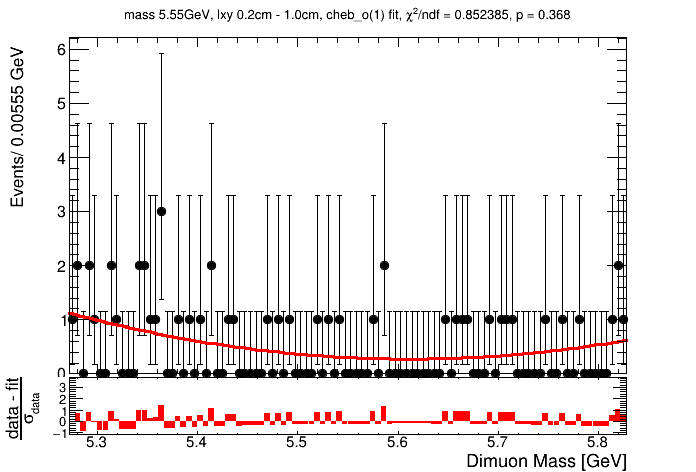 mass 5.55GeV, lxy 0.2cm - 1.0cm, cheb_o(1) fit, χ²/ndf = 0.852385, p = 0.368
Events/ 0.00555 GeV
6
5
4
3
2
1
0
data - fit
σdata
3
2
1
0
−1
5.3 5.4 5.5 5.6 5.7 5.8
Dimuon Mass [GeV]